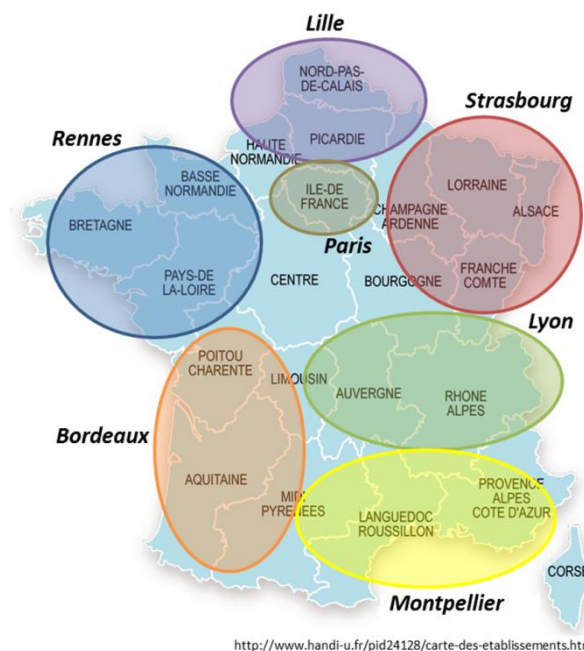 Lille
NORD-PAS-
DE-CALAIS
Strasbourg
Rennes
HAUTE
NORMANDIE
PICARDIE
BASSE
NORMANDIE
LORRAINE
ILE-DE
FRANCE
CHAMPAGNE
ARDENNE
ALSACE
BRETAGNE
Paris
PAYS-DE
LA-LOIRE
CENTRE
BOURGOGNE
FRANCHE
COMTE
Lyon
POITOU
CHARENTE
LIMOUSIN
AUVERGNE
RHONE
ALPES
Bordeaux
AQUITAINE
MIDI
PYRENEES
LANGUEDOC
ROUSSILLON
PROVENCE
ALPES
COTE D'AZUR
CORSE
Montpellier
http://www.handi-u.fr/pid24128/carte-des-etablissements.htm